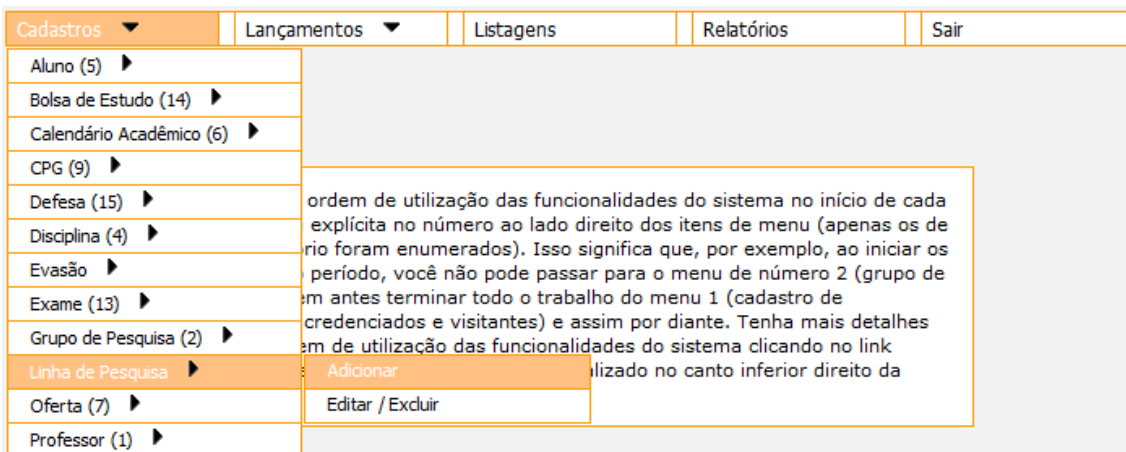 Cadastros Lançamentos Listagens Relatórios Sair
Aluno (5)
Bolsa de Estudo (14)
Calendário Acadêmico (6)
CPG (9)
Defesa (15)
Disciplina (4)
Evasão
Exame (13)
Grupo de Pesquisa (2)
Linha de Pesquisa
Oferta (7)
Professor (1)
Adicionar
Editar / Excluir
ordem de utilização das funcionalidades do sistema no início de cada
explícita no número ao lado direito dos itens de menu (apenas os de
foram enumerados). Isso significa que, por exemplo, ao iniciar os
período, você não pode passar para o menu de número 2 (grupo de
antes terminar todo o trabalho do menu 1 (cadastro de
credenciados e visitantes) e assim por diante. Tenha mais detalhes
de utilização das funcionalidades do sistema clicando no link
no canto inferior direito da